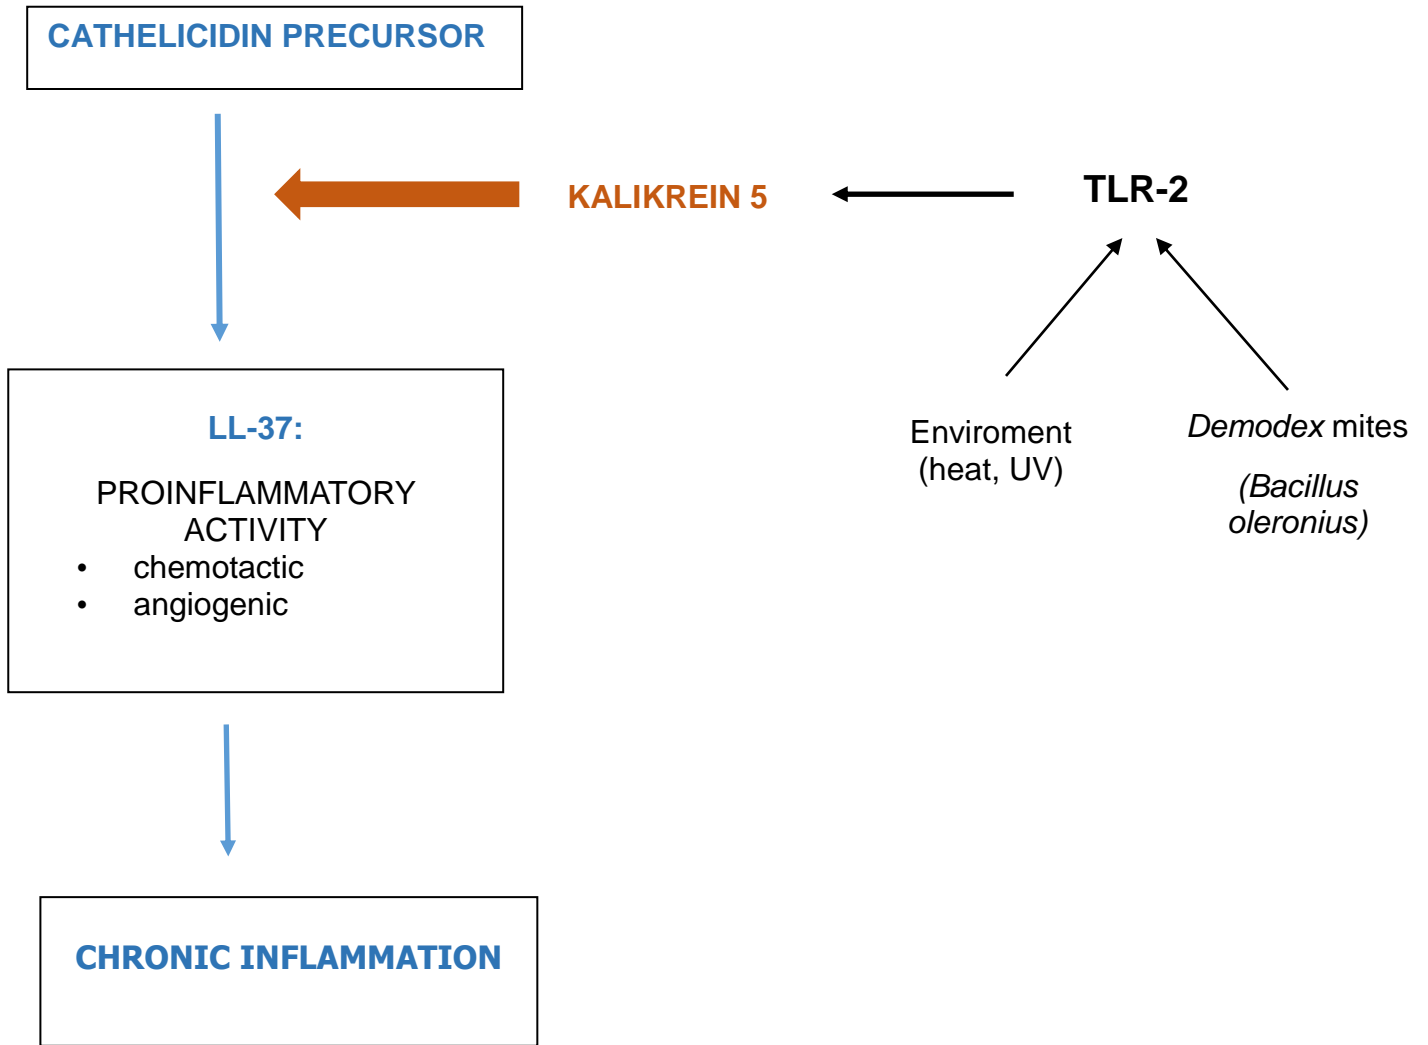 CATHELICIDIN PRECURSOR
KALIKREIN 5
TLR-2
LL-37:
PROINFLAMMATORY
ACTIVITY
• chemotactic
• angiogenic
Enviroment
(heat, UV)
Demodex mites
(Bacillus
oleronius)
CHRONIC INFLAMMATION